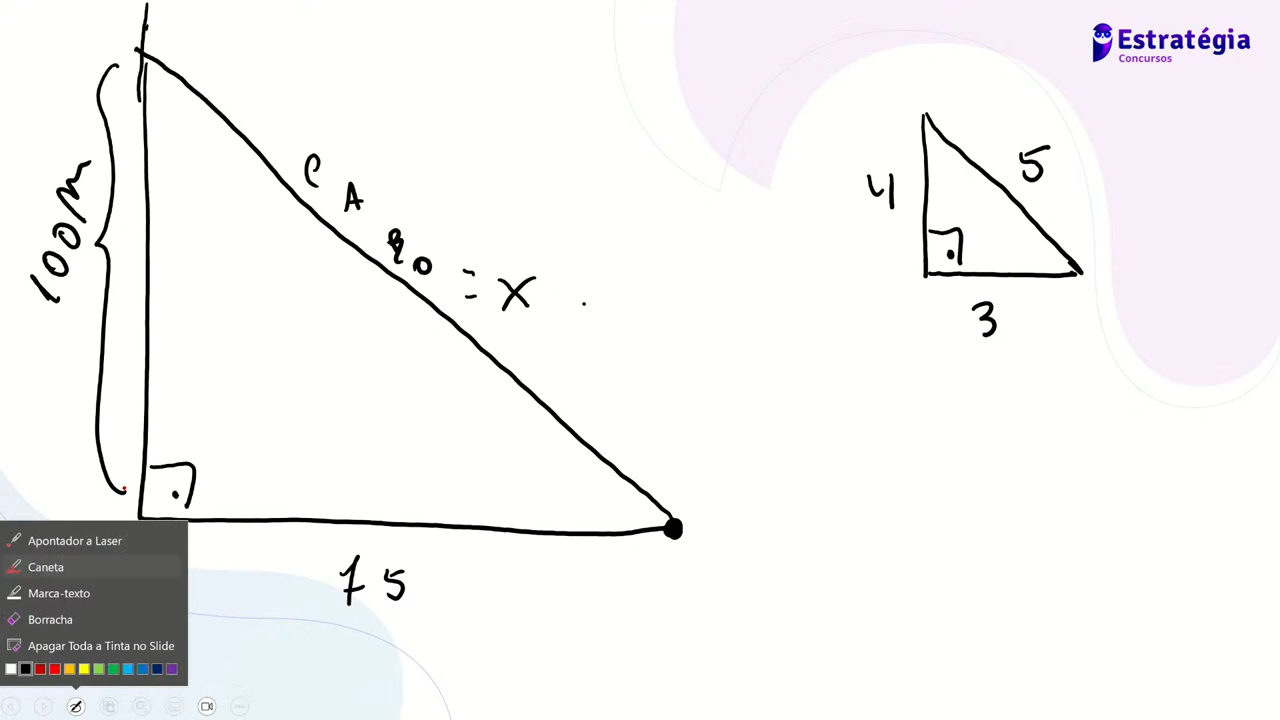 Estratégia
Concursos
100m
CABO = X
75
4
5
3
Apontador a Laser
Caneta
Marca-texto
Borracha
Apagar Toda a Tinta no Slide